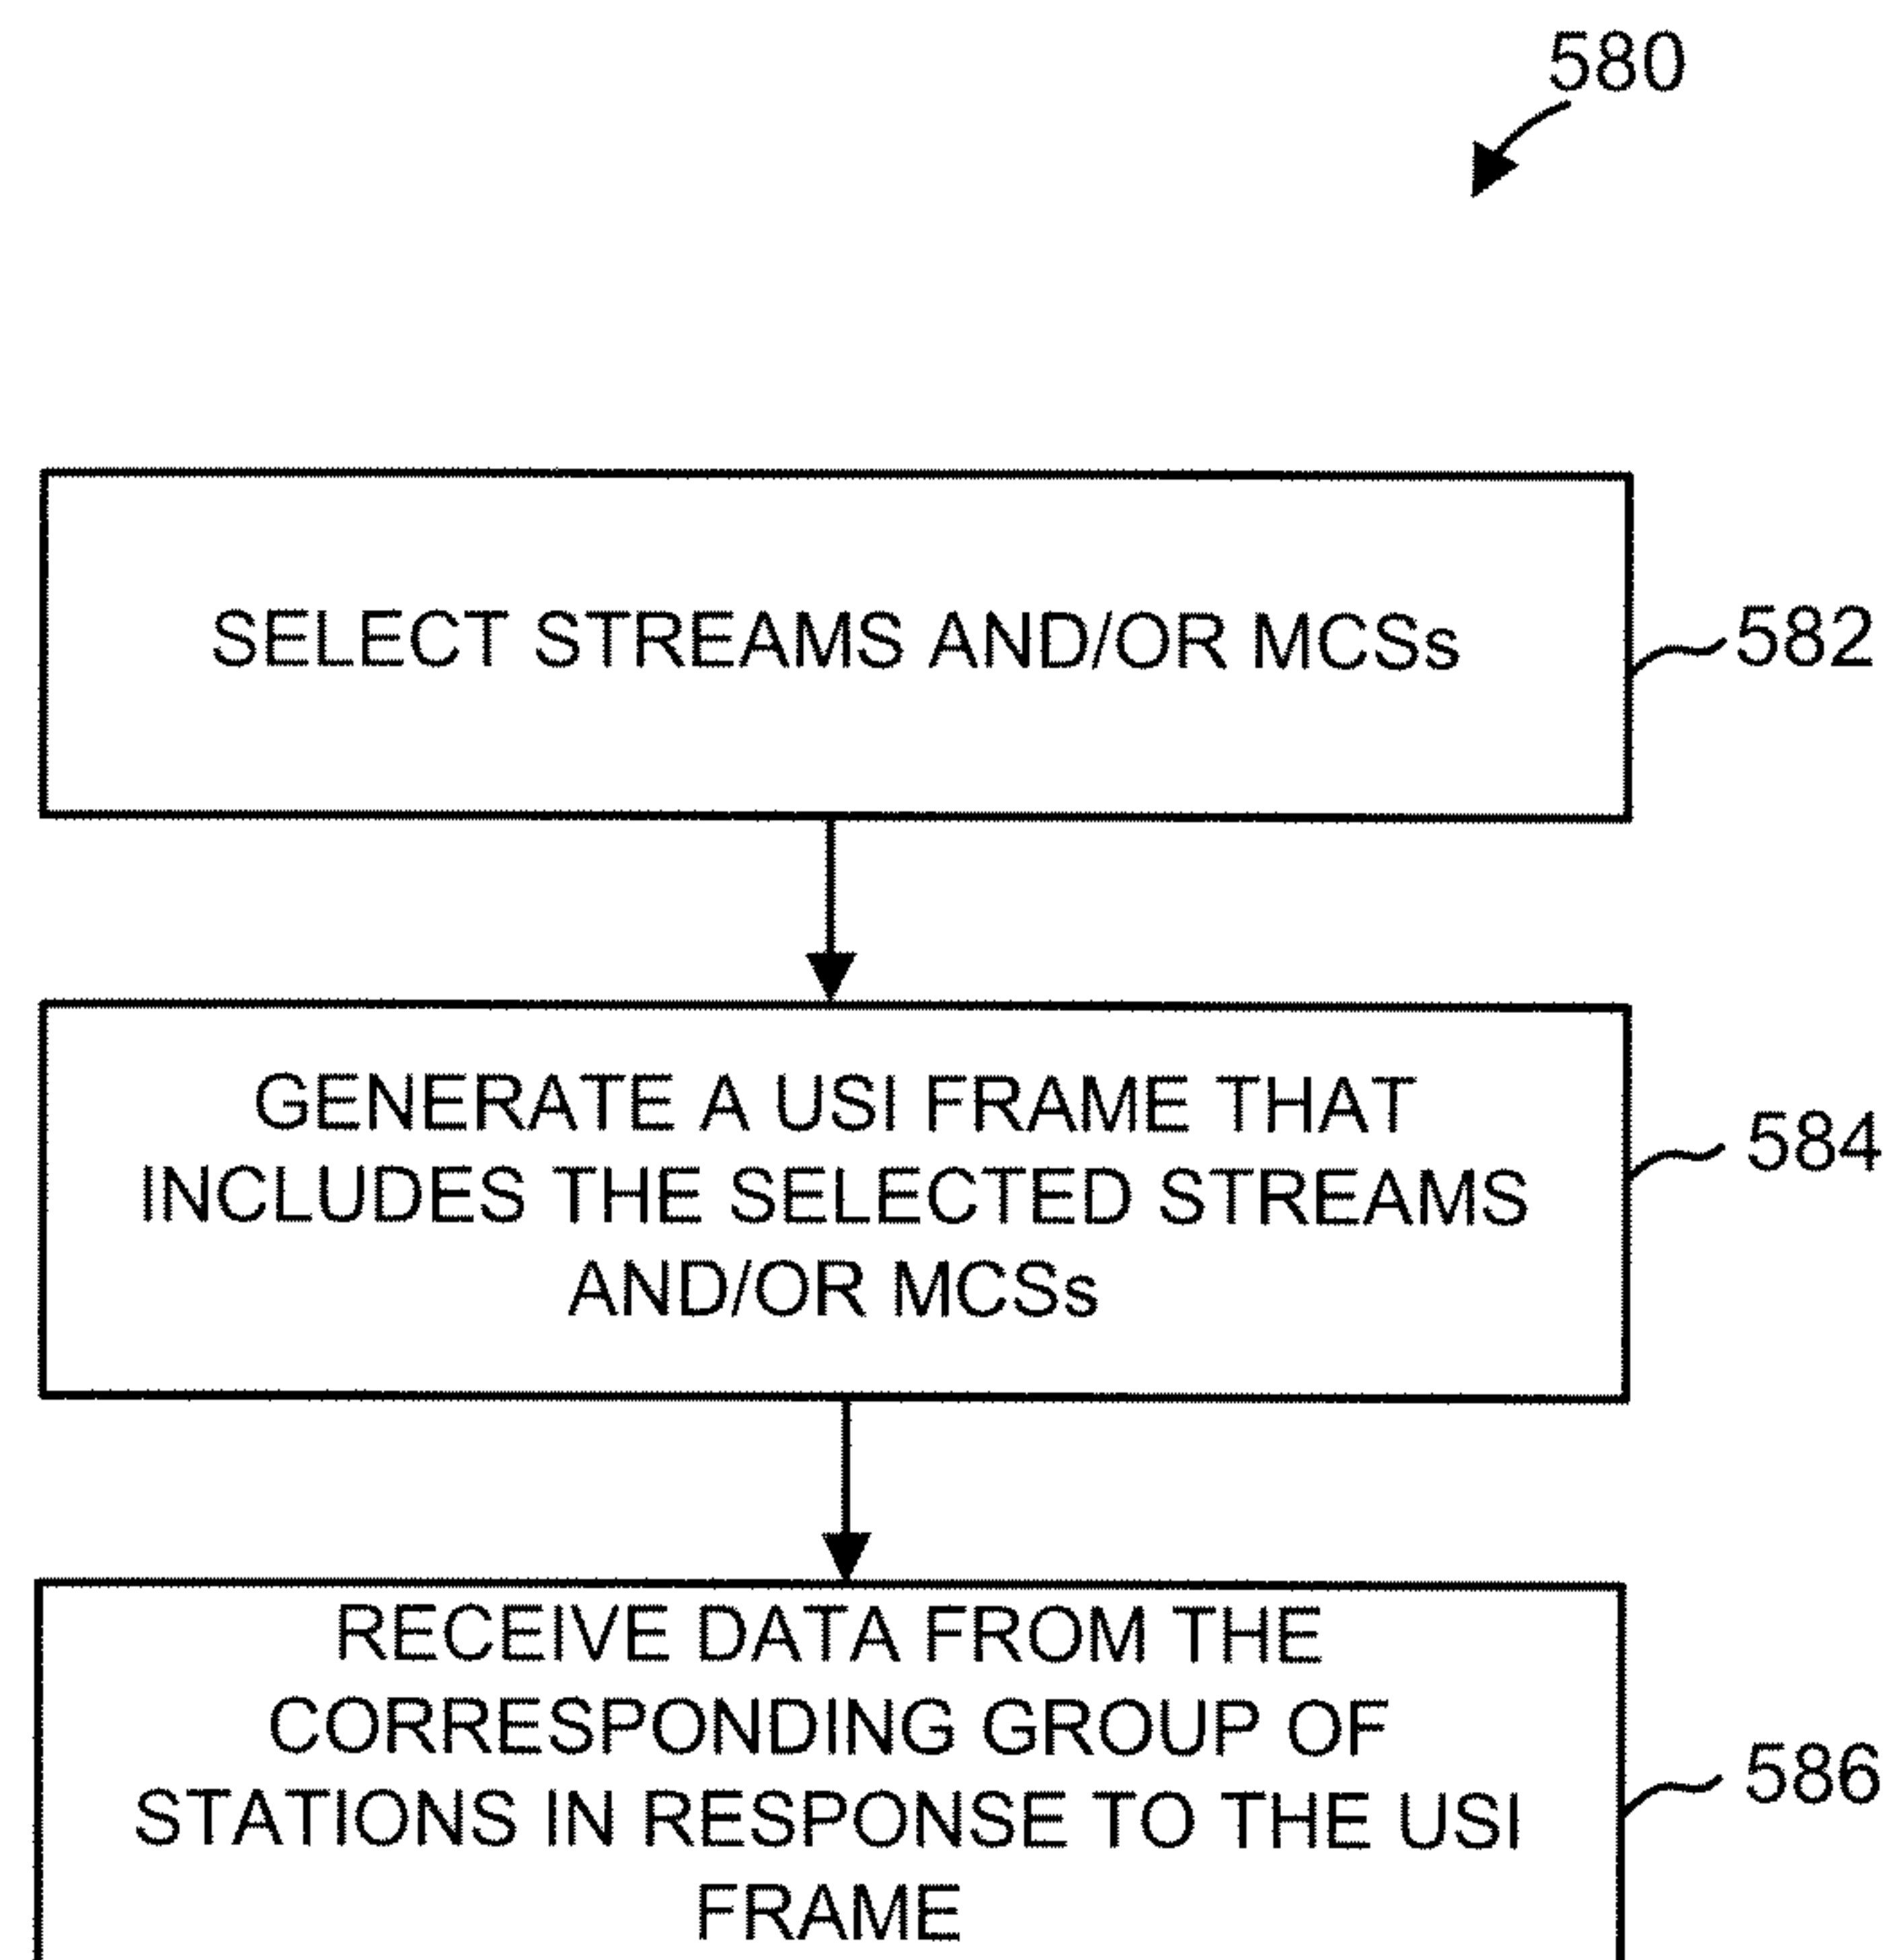 580
SELECT STREAMS AND/OR MCSs
582
GENERATE A USI FRAME THAT
INCLUDES THE SELECTED STREAMS
AND/OR MCSs
584
RECEIVE DATA FROM THE
CORRESPONDING GROUP OF
STATIONS IN RESPONSE TO THE USI
FRAME
586